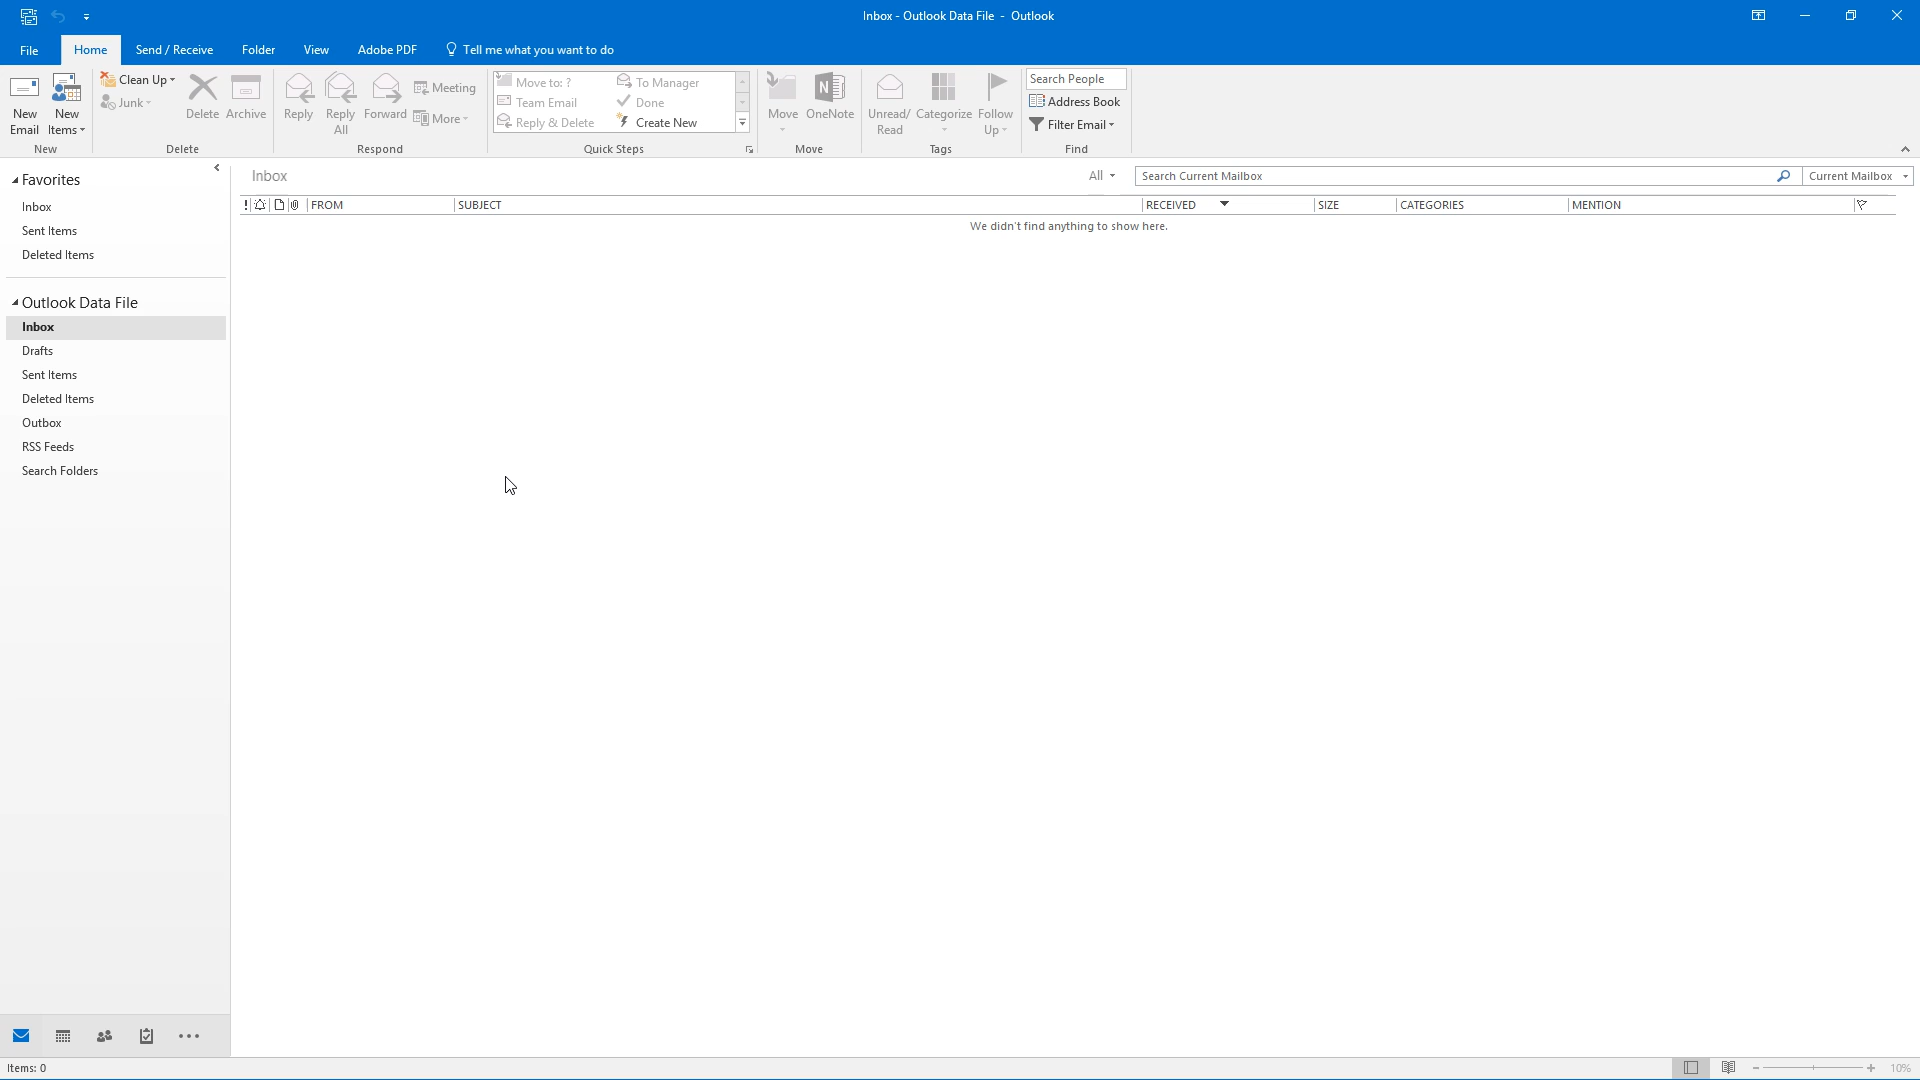 Inbox - Outlook Data File - Outlook
File Home Send / Receive Folder View Adobe PDF Tell me what you want to do
New Email
New Items
New
Clean Up
Junk
Delete
Archive
Delete
Reply
Reply All
Forward
Meeting
More
Respond
Move to: ?
Team Email
Reply & Delete
To Manager
Done
Create New
Quick Steps
Move
OneNote
Move
Unread/ Read
Categorize
Follow Up
Tags
Search People
Address Book
Filter Email
Find
Favorites
Inbox
Sent Items
Deleted Items
Outlook Data File
Inbox
Drafts
Sent Items
Deleted Items
Outbox
RSS Feeds
Search Folders
Inbox All Search Current Mailbox Current Mailbox
! FROM SUBJECT RECEIVED SIZE CATEGORIES MENTION
We didn't find anything to show here.
Items: 0
10%